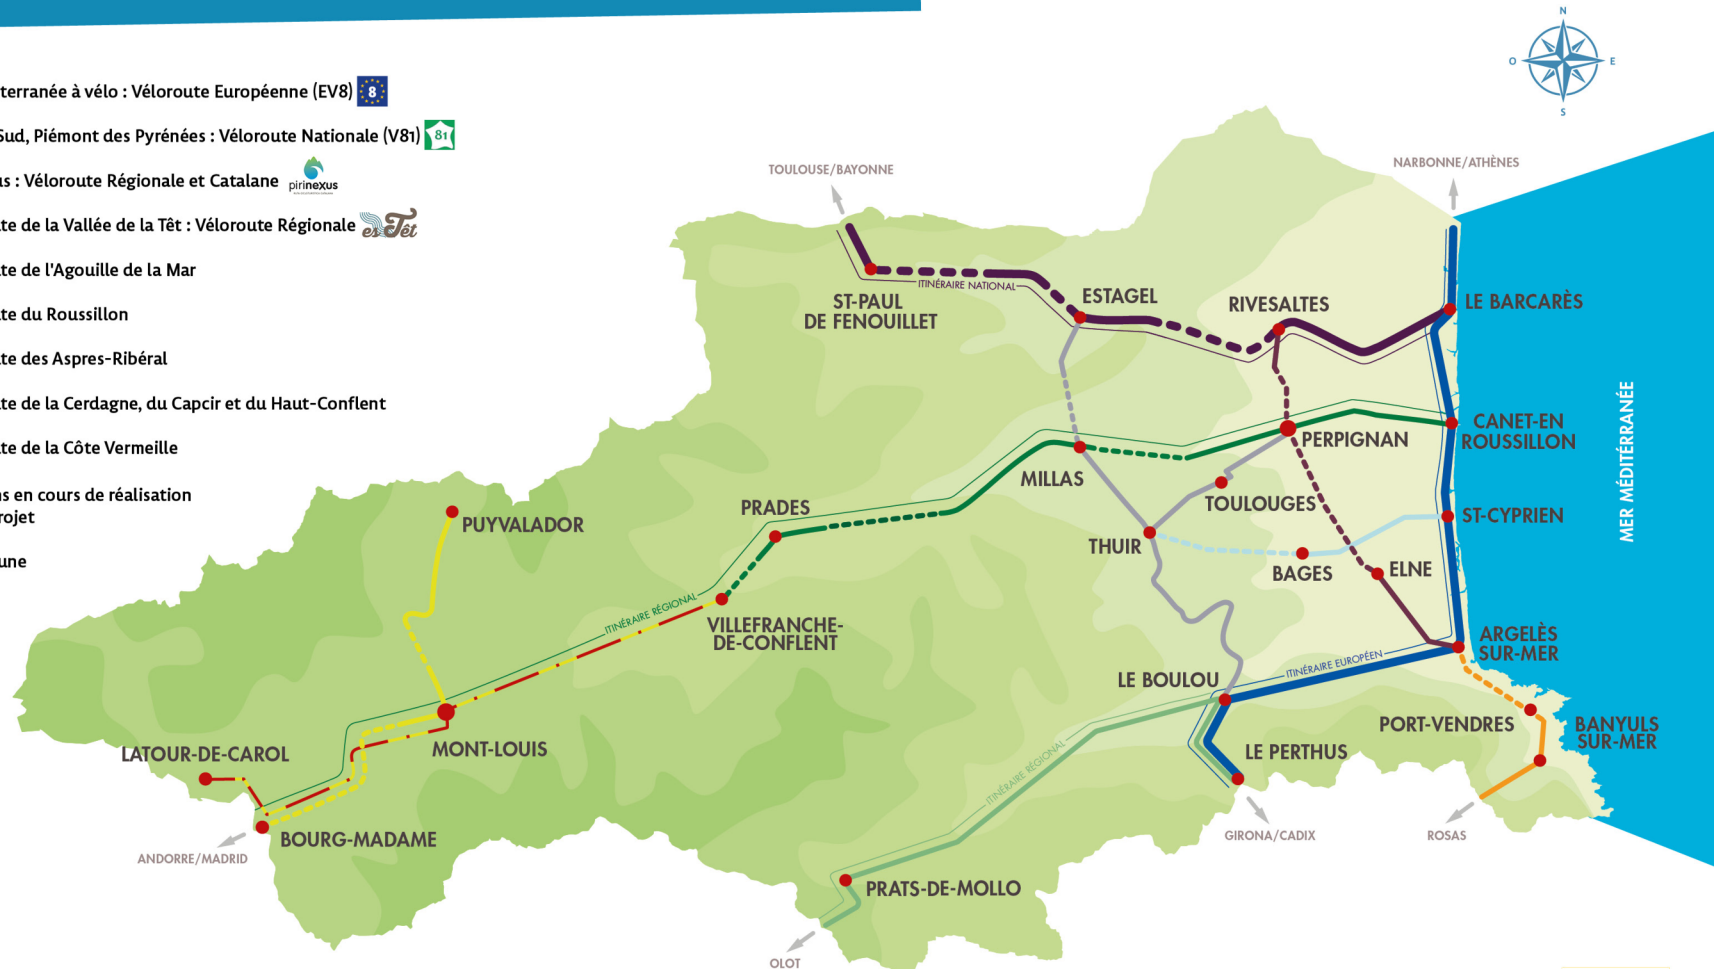 terranée à vélo : Véloroute Européenne (EV8) 8
Sud, Piémont des Pyrénées : Véloroute Nationale (V81) 81
us : Véloroute Régionale et Catalane pirinexus
te de la Vallée de la Têt : Véloroute Régionale es Têt
te de l'Agouille de la Mar
te du Roussillon
te des Aspres-Ribéral
te de la Cerdagne, du Capcir et du Haut-Conflent
te de la Côte Vermeille
ns en cours de réalisation
rojet
une
N
O
E
S
TOULOUSE/BAYONNE
NARBONNE/ATHÈNES
ITINÉRAIRE NATIONAL
ST-PAUL
DE FENOUILLET
ESTAGEL
RIVESALTES
LE BARCARÈS
MER MÉDITÉRRANÉE
CANET-EN
ROUSSILLON
PERPIGNAN
MILLAS
TOULOUGES
PRADES
PUYVALADOR
ST-CYPRIEN
THUIR
BAGES
ELNE
ITINÉRAIRE RÉGIONAL
VILLEFRANCHE-
DE-CONFLENT
ARGELÈS
SUR-MER
ITINÉRAIRE EUROPÉEN
LE BOULOU
PORT-VENDRES
BANYULS
SUR-MER
MONT-LOUIS
LATOUR-DE-CAROL
LE PERTHUS
ITINÉRAIRE RÉGIONAL
BOURG-MADAME
ANDORRE/MADRID
GIRONA/CADIX
ROSAS
PRATS-DE-MOLLO
OLOT